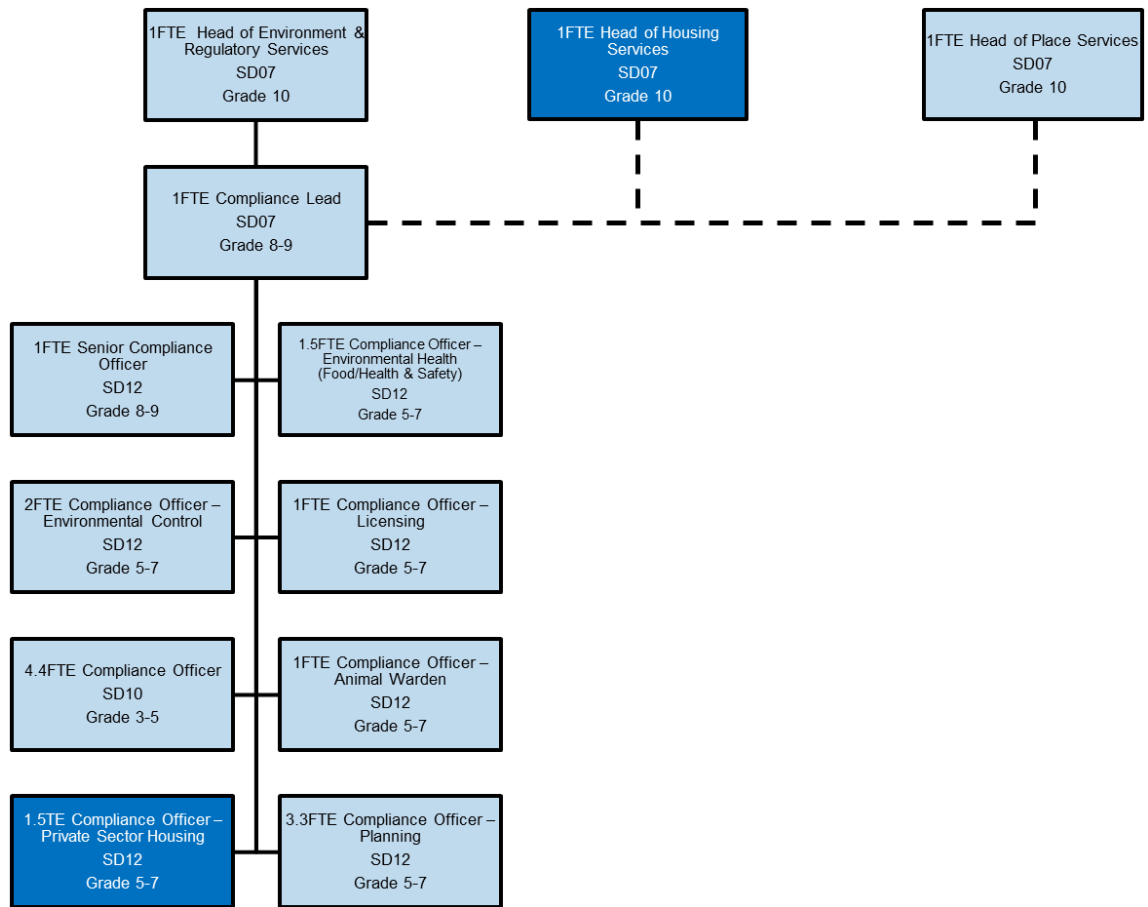 1FTE Head of Environment &
Regulatory Services
SD07
Grade 10
1FTE Head of Housing
Services
SD07
Grade 10
1FTE Head of Place Services
SD07
Grade 10
1FTE Compliance Lead
SD07
Grade 8-9
1FTE Senior Compliance
Officer
SD12
Grade 8-9
1.5FTE Compliance Officer –
Environmental Health
(Food/Health & Safety)
SD12
Grade 5-7
2FTE Compliance Officer –
Environmental Control
SD12
Grade 5-7
1FTE Compliance Officer –
Licensing
SD12
Grade 5-7
4.4FTE Compliance Officer
SD10
Grade 3-5
1FTE Compliance Officer –
Animal Warden
SD12
Grade 5-7
1.5TE Compliance Officer –
Private Sector Housing
SD12
Grade 5-7
3.3FTE Compliance Officer –
Planning
SD12
Grade 5-7